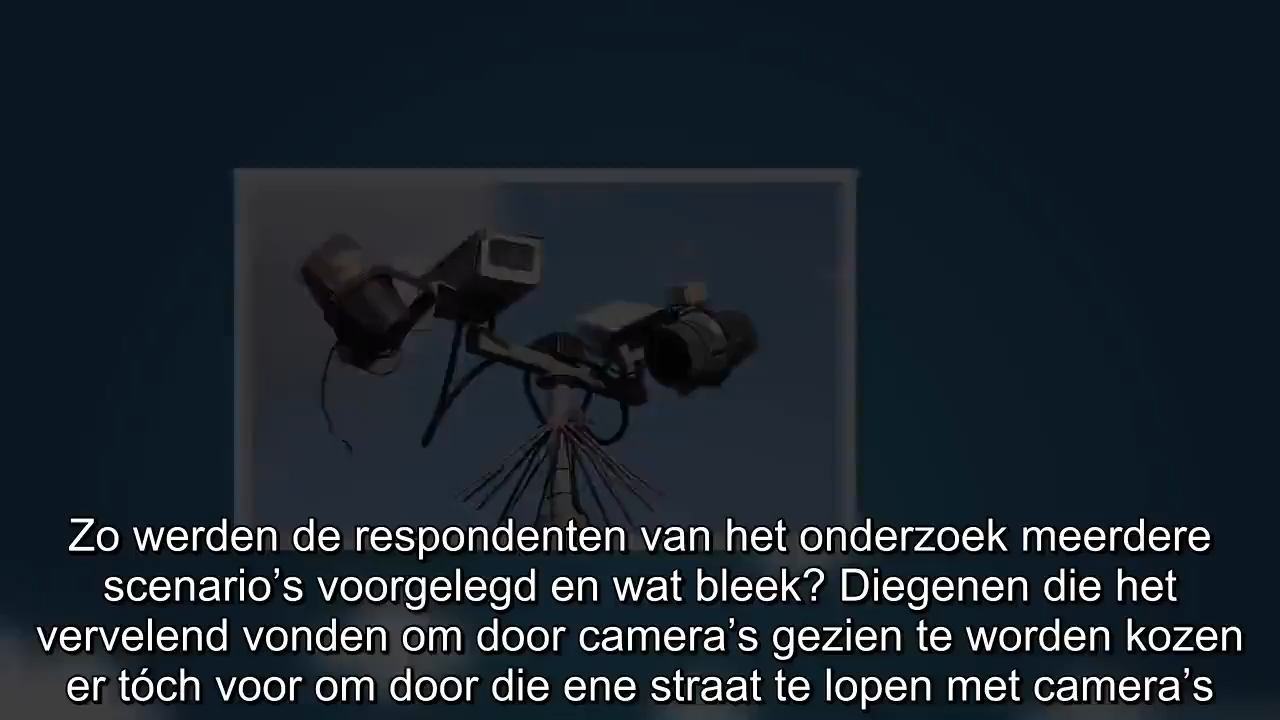 Zo werden de respondenten van het onderzoek meerdere
scenario’s voorgelegd en wat bleek? Diegenen die het
vervelend vonden om door camera’s gezien te worden kozen
er tóch voor om door die ene straat te lopen met camera’s